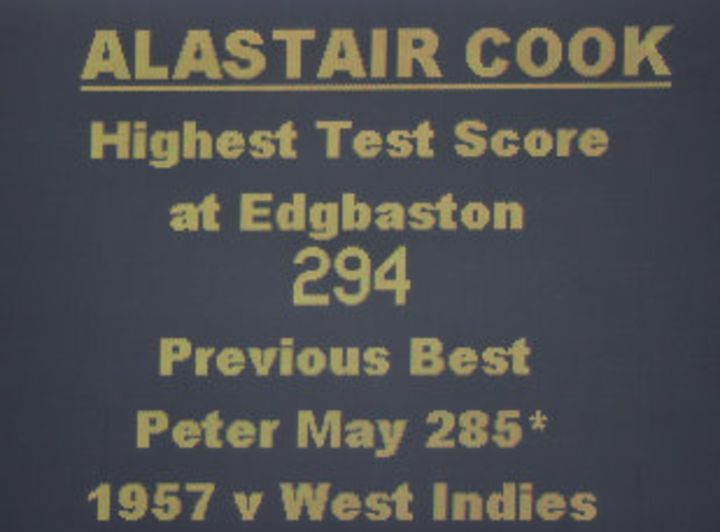 ALASTAIR COOK
Highest Test Score
at Edgbaston
294
Previous Best
Peter May 285*
1957 v West Indies